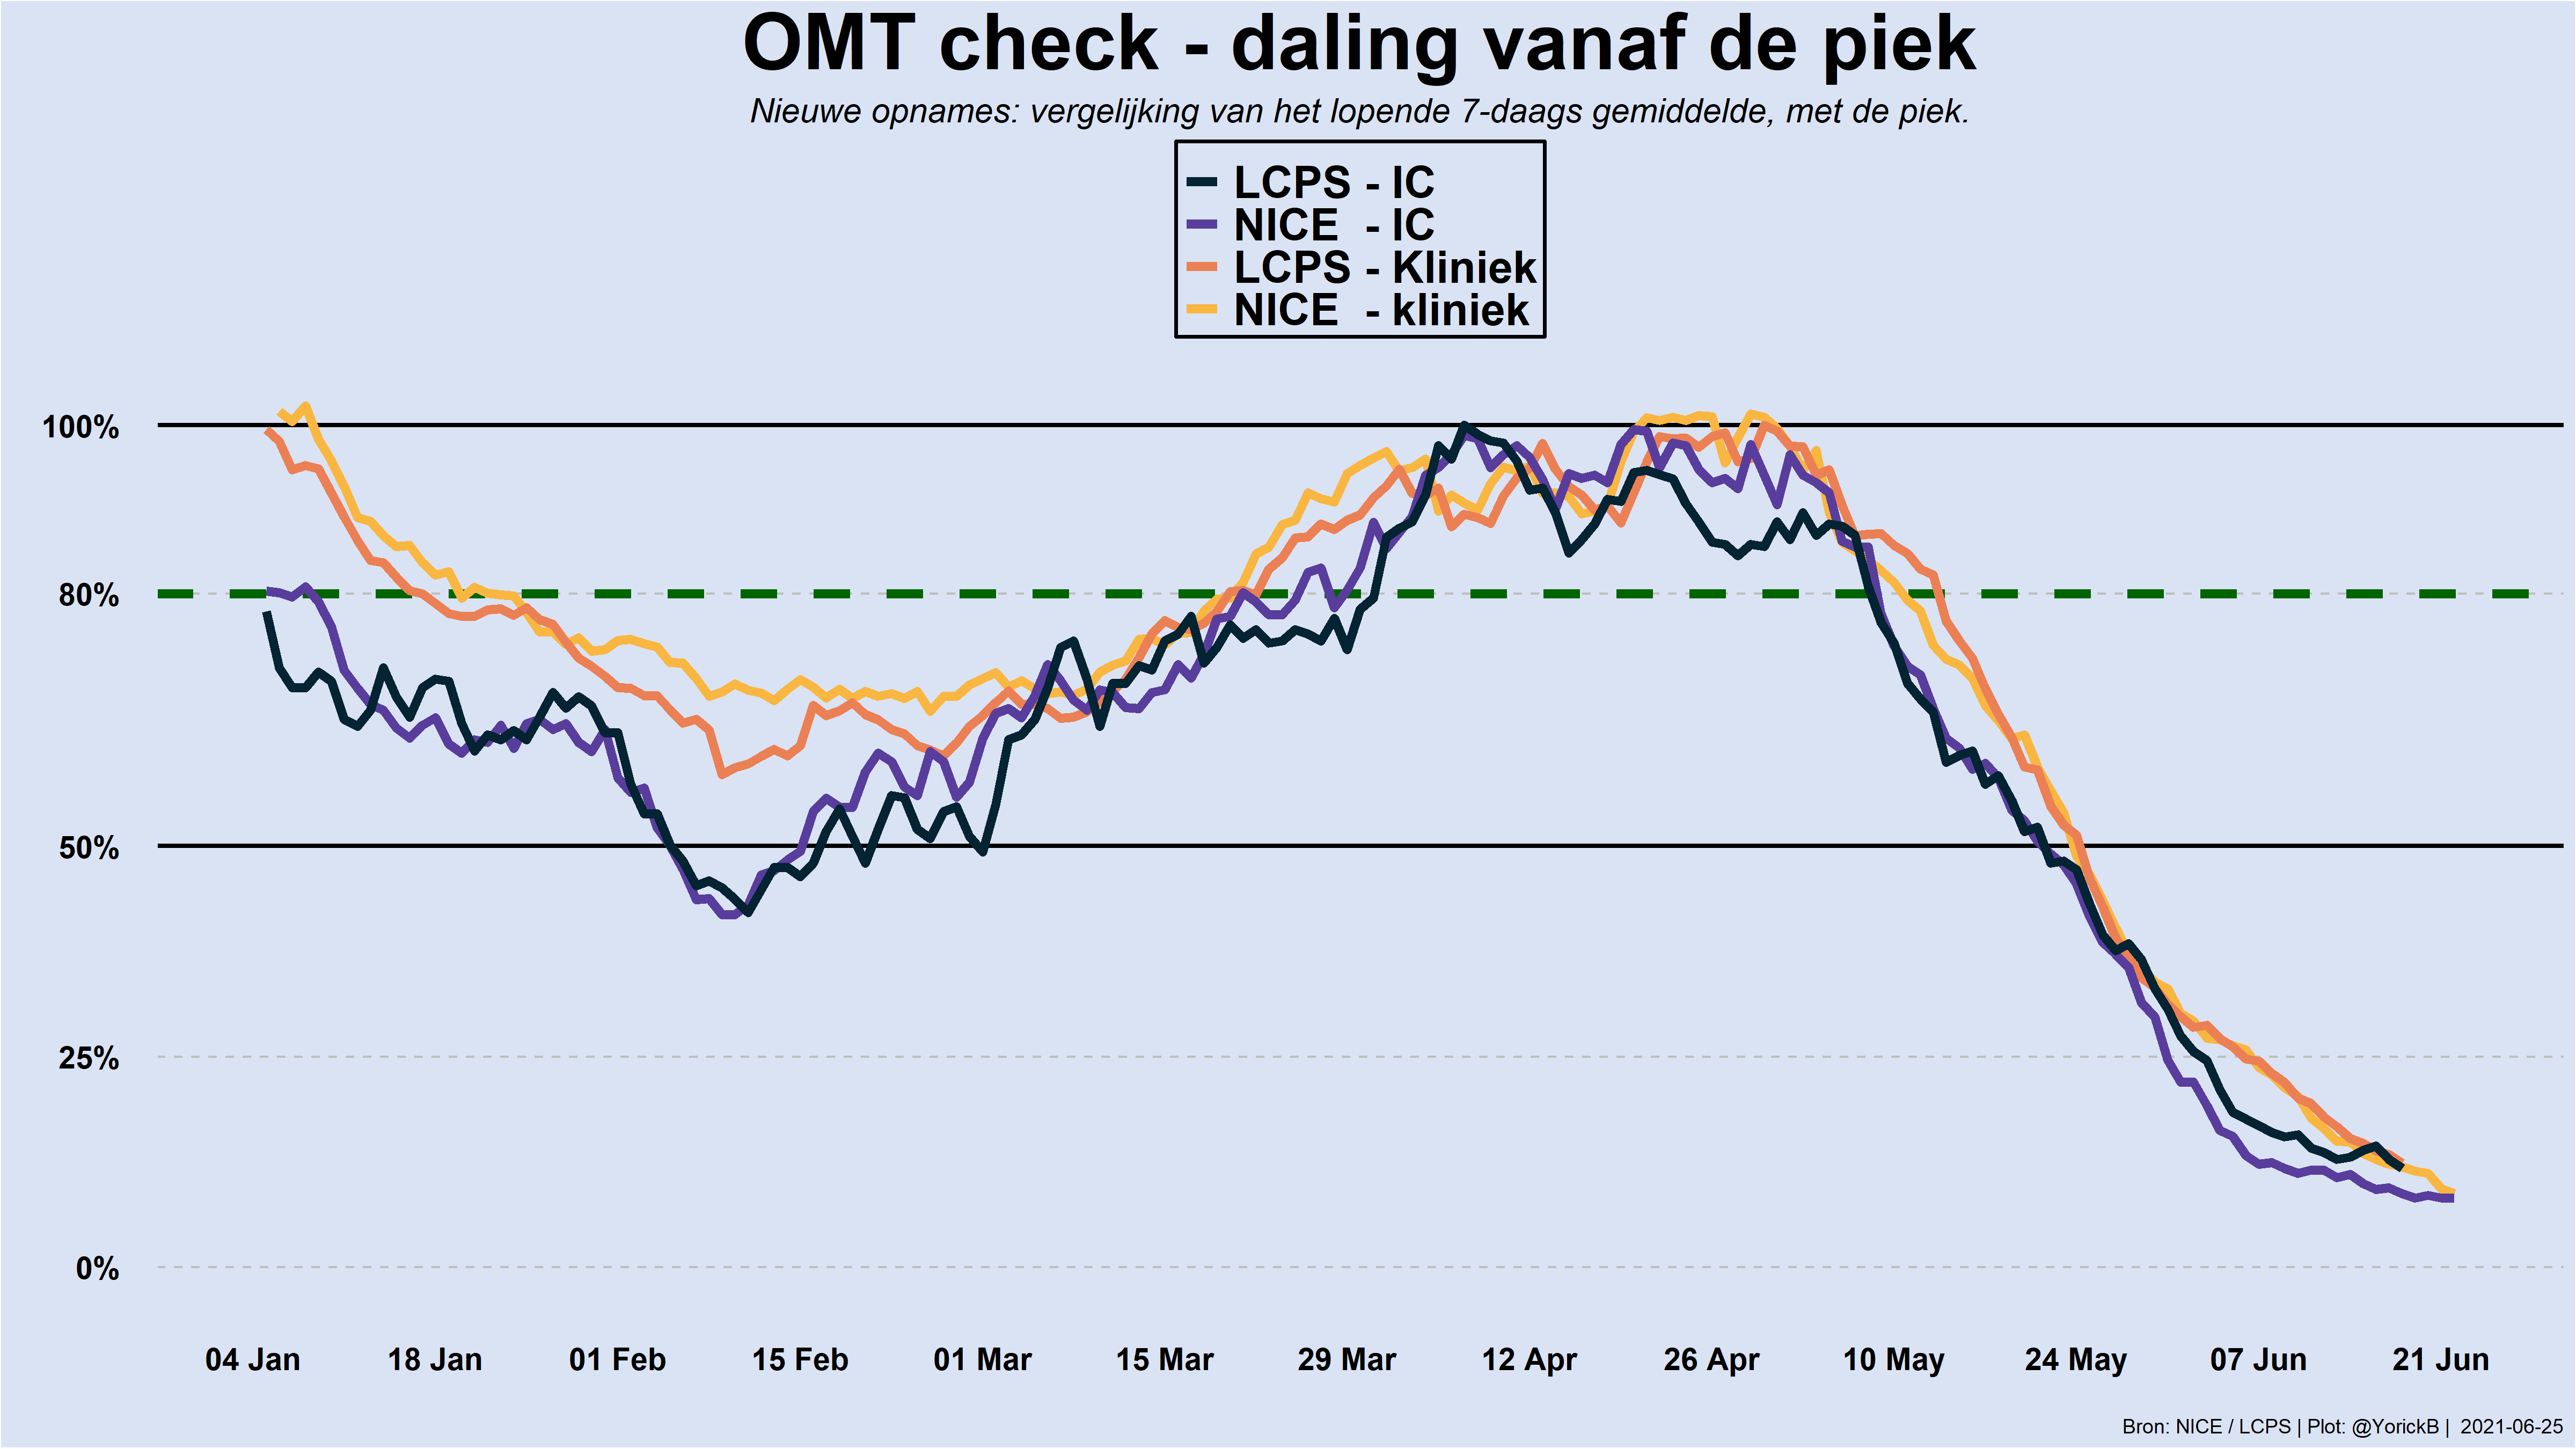 OMT check - daling vanaf de piek
Nieuwe opnames: vergelijking van het lopende 7-daags gemiddelde, met de piek.
LCPS - IC
NICE - IC
LCPS - Kliniek
NICE - kliniek
100%
80%
50%
25%
0%
04 Jan 18 Jan 01 Feb 15 Feb 01 Mar 15 Mar 29 Mar 12 Apr 26 Apr 10 May 24 May 07 Jun 21 Jun
Bron: NICE / LCPS | Plot: @YorickB | 2021-06-25